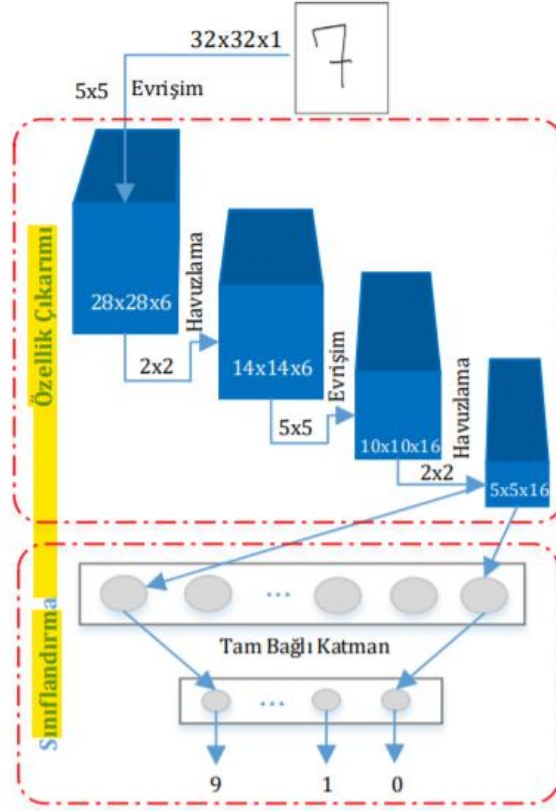 32x32x1
7
5x5
Evrişim
Özellik Çıkarımı
28x28x6
Havuzlama
2x2
14x14x6
Evrişim
5x5
10x10x16
Havuzlama
2x2
5x5x16
Sınıflandırma
...
Tam Bağlı Katman
...
9 1 0